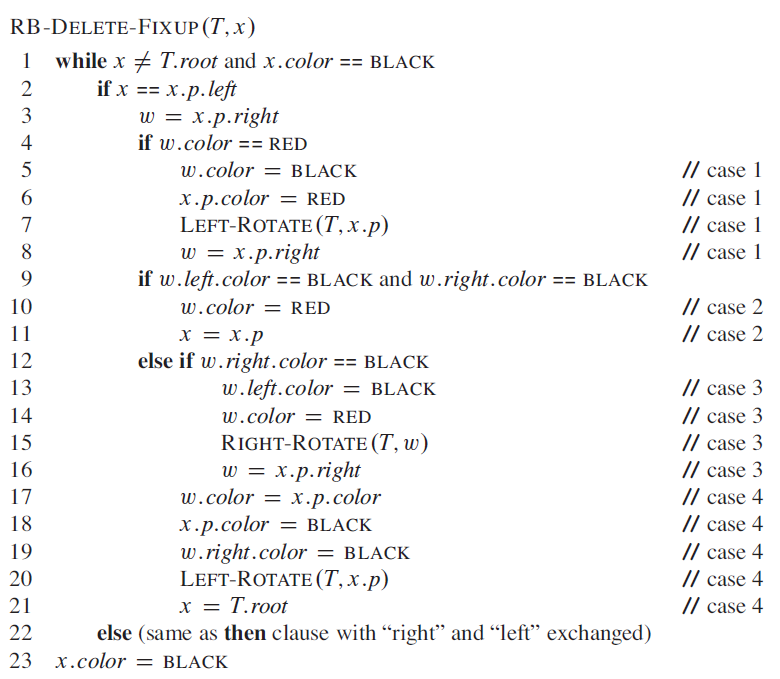 RB-DELETE-FIXUP(T, x)
1 while x ≠ T.root and x.color == BLACK
2 if x == x.p.left
3 w = x.p.right
4 if w.color == RED
5 w.color = BLACK // case 1
6 x.p.color = RED // case 1
7 LEFT-ROTATE(T, x.p) // case 1
8 w = x.p.right // case 1
9 if w.left.color == BLACK and w.right.color == BLACK
10 w.color = RED // case 2
11 x = x.p // case 2
12 else if w.right.color == BLACK
13 w.left.color = BLACK // case 3
14 w.color = RED // case 3
15 RIGHT-ROTATE(T, w) // case 3
16 w = x.p.right // case 3
17 w.color = x.p.color // case 4
18 x.p.color = BLACK // case 4
19 w.right.color = BLACK // case 4
20 LEFT-ROTATE(T, x.p) // case 4
21 x = T.root // case 4
22 else (same as then clause with “right” and “left” exchanged)
23 x.color = BLACK